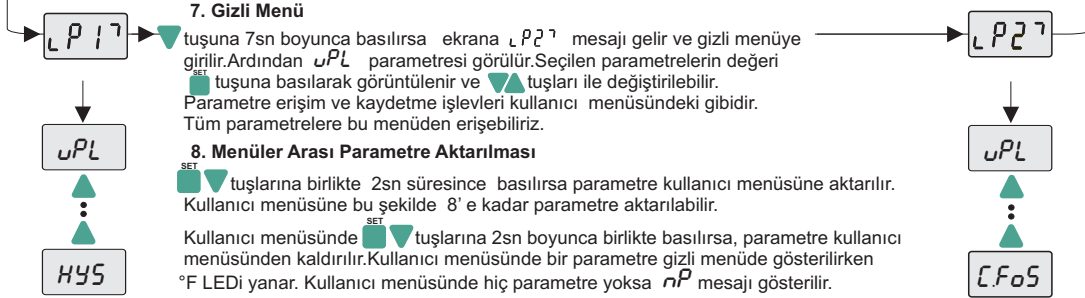 7. Gizli Menü
tuşuna 7sn boyunca basılırsa ekrana ⌞P2⌝ mesajı gelir ve gizli menüye
girilir.Ardından uPL parametresi görülür.Seçilen parametrelerin değeri
SET tuşuna basılarak görüntülenir ve tuşları ile değiştirilebilir.
Parametre erişim ve kaydetme işlevleri kullanıcı menüsündeki gibidir.
Tüm parametrelere bu menüden erişebiliriz.
8. Menüler Arası Parametre Aktarılması
SET tuşlarına birlikte 2sn süresince basılırsa parametre kullanıcı menüsüne aktarılır.
Kullanıcı menüsüne bu şekilde 8' e kadar parametre aktarılabilir.
Kullanıcı menüsünde SET tuşlarına 2sn boyunca birlikte basılırsa, parametre kullanıcı
menüsünden kaldırılır.Kullanıcı menüsünde bir parametre gizli menüde gösterilirken
°F LEDi yanar. Kullanıcı menüsünde hiç parametre yoksa nP mesajı gösterilir.
⌞P1⌝
uPL
HYS
⌞P2⌝
uPL
C.FoS